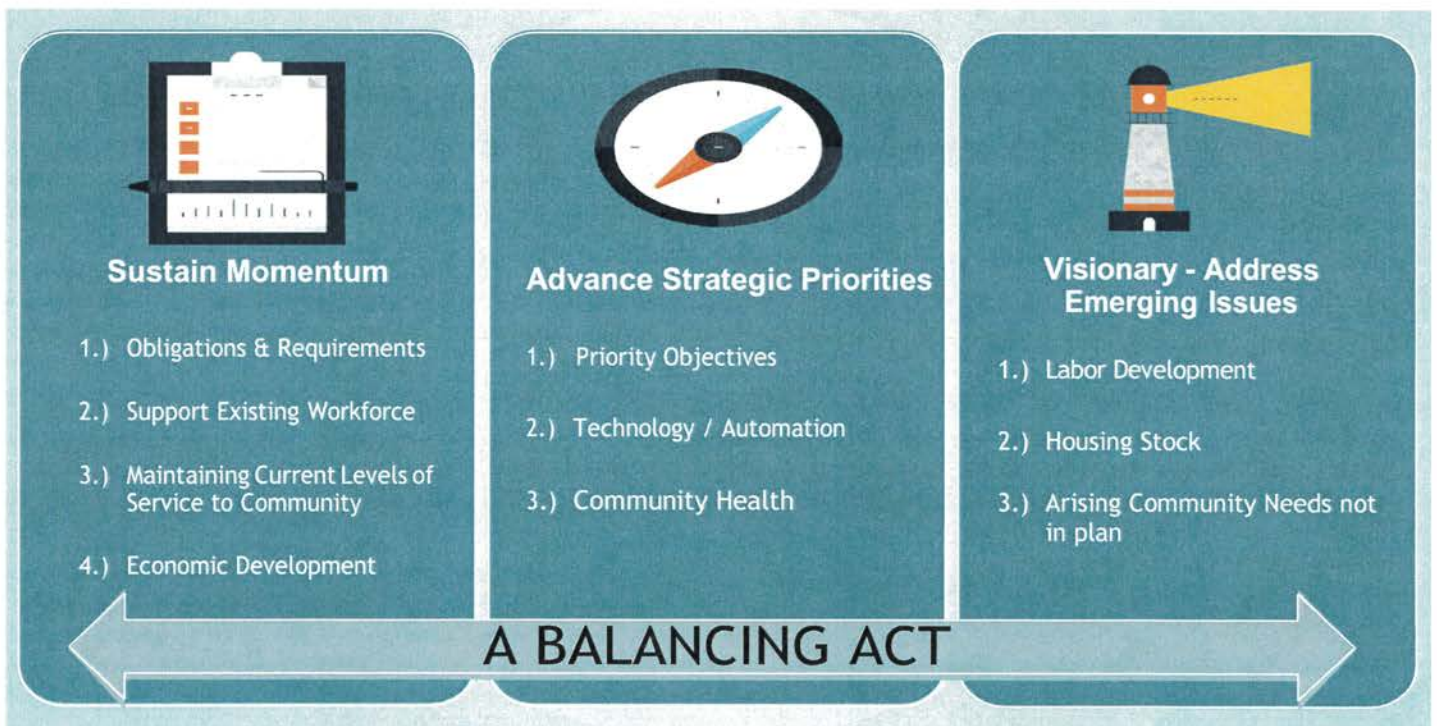 Sustain Momentum
1.) Obligations & Requirements
2.) Support Existing Workforce
3.) Maintaining Current Levels of
Service to Community
4.) Economic Development
Advance Strategic Priorities
1.) Priority Objectives
2.) Technology / Automation
3.) Community Health
Visionary - Address
Emerging Issues
1.) Labor Development
2.) Housing Stock
3.) Arising Community Needs not
in plan
A BALANCING ACT